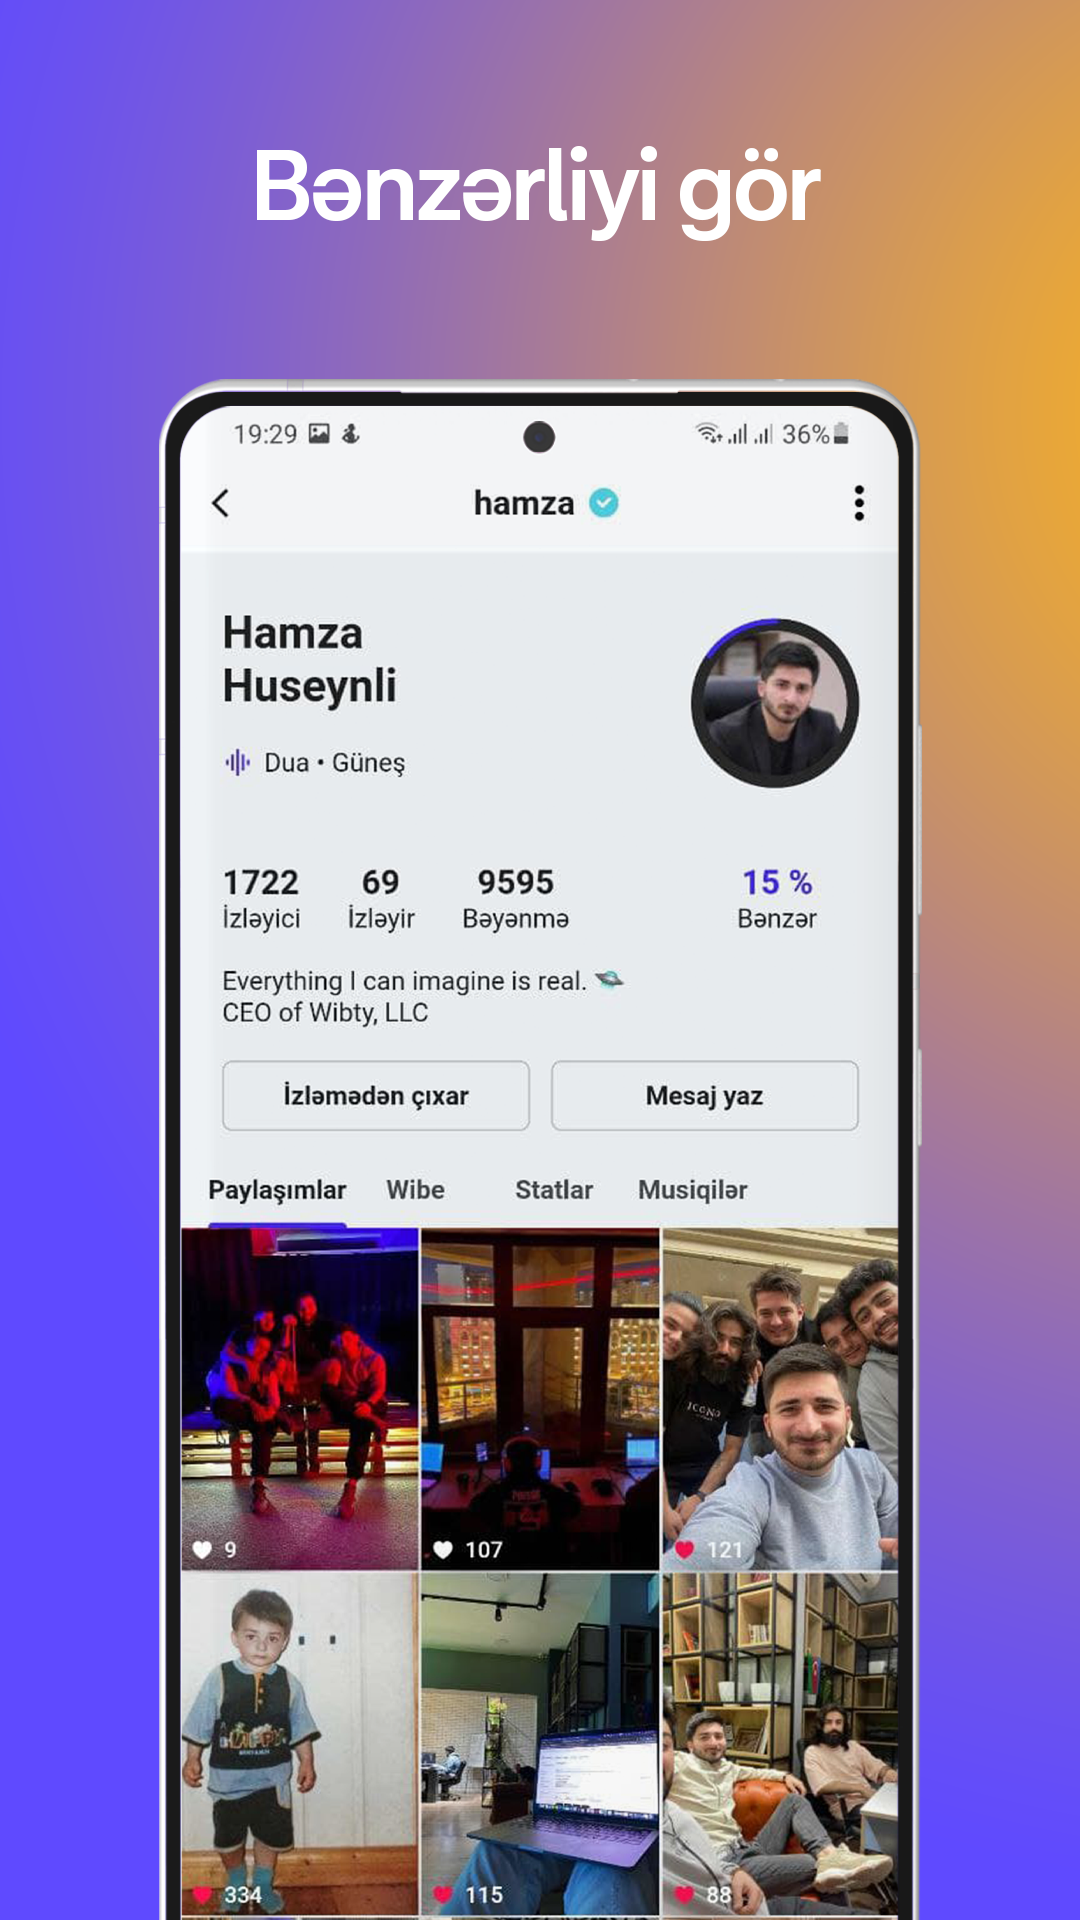 Bənzərliyi gör
19:29
36%
hamza
Hamza
Huseynli
Dua • Güneş
1722
69
9595
15 %
İzləyici
İzləyir
Bəyənmə
Bənzər
Everything I can imagine is real. 🛸
CEO of Wibty, LLC
İzləmədən çıxar
Mesaj yaz
Paylaşımlar
Wibe
Statlar
Musiqilər
ICONO
9
107
121
334
115
88